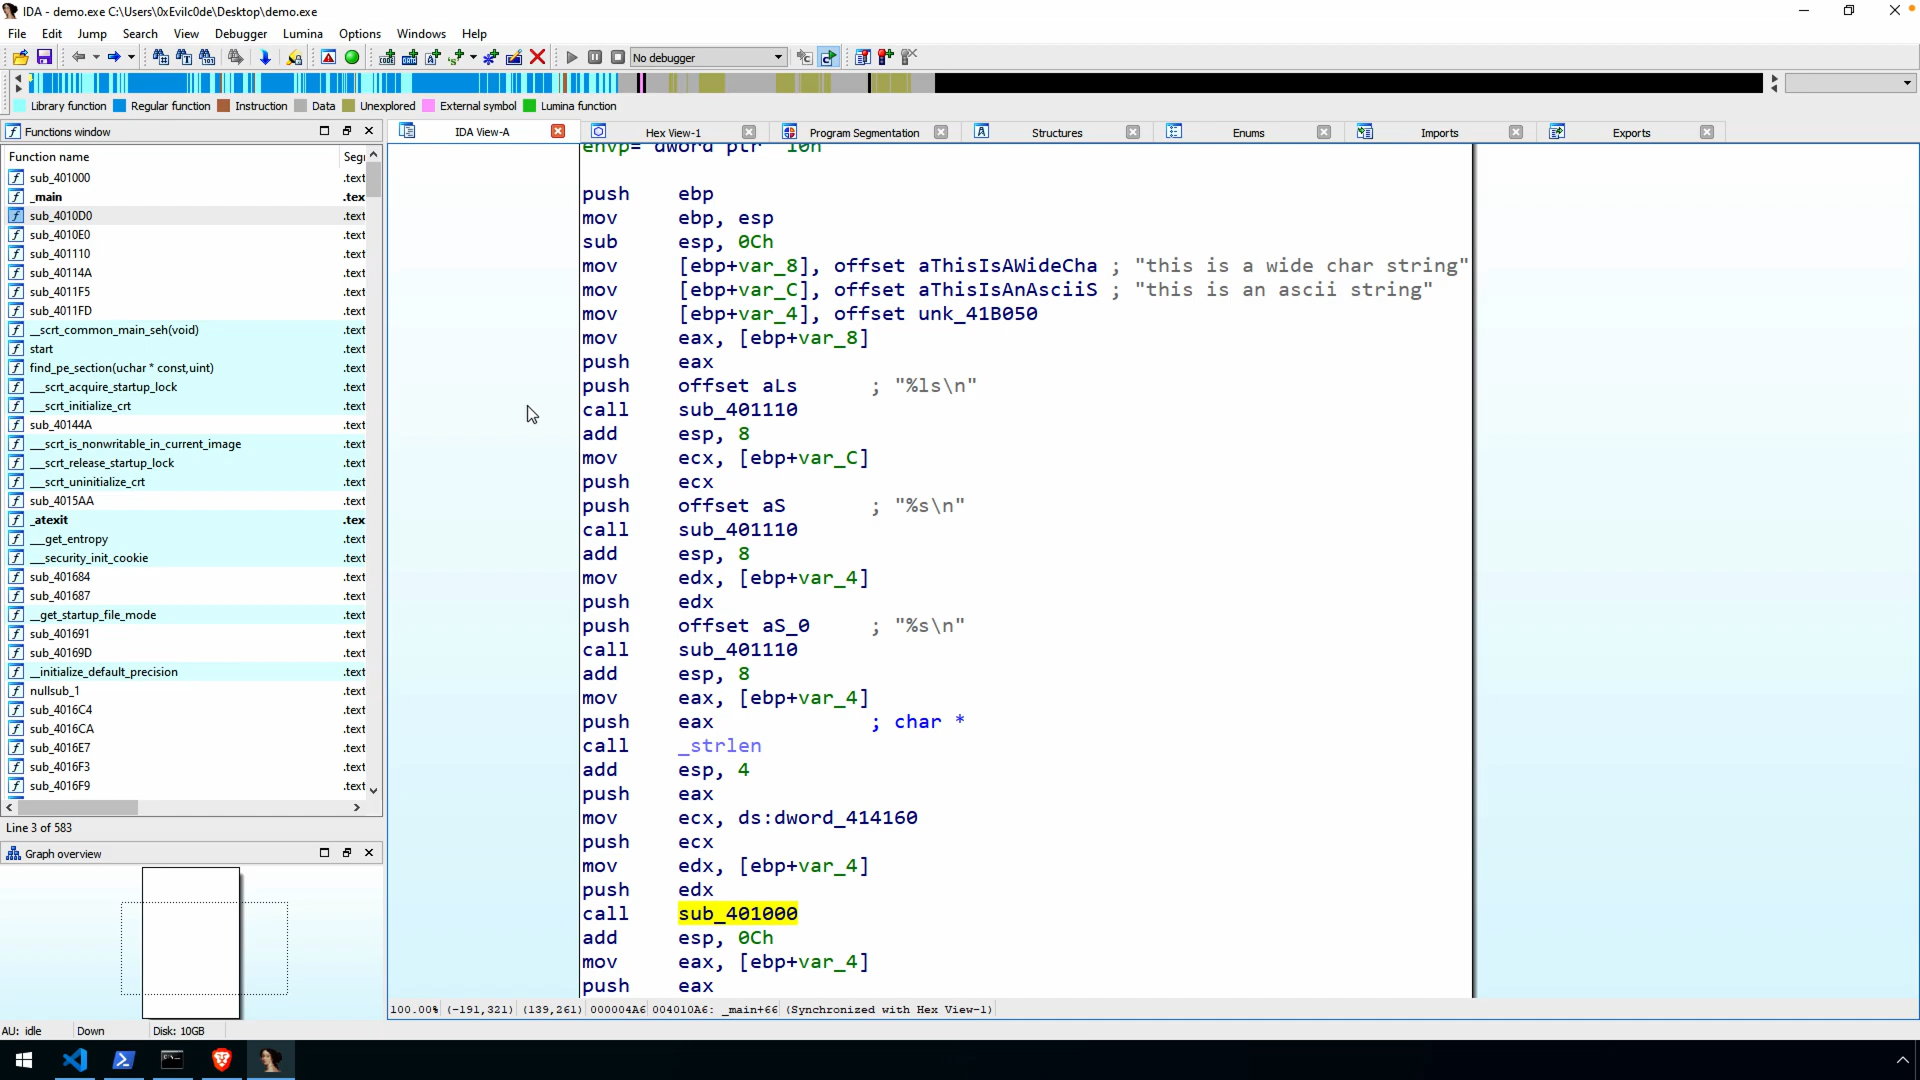 IDA - demo.exe C:\Users\0xEvilc0de\Desktop\demo.exe
File Edit Jump Search View Debugger Lumina Options Windows Help
No debugger
Library function Regular function Instruction Data Unexplored External symbol Lumina function
Functions window
Function name Segi
sub_401000 .text
_main .tex
sub_4010D0 .text
sub_4010E0 .text
sub_401110 .text
sub_40114A .text
sub_4011F5 .text
sub_4011FD .text
__scrt_common_main_seh(void) .text
start .text
find_pe_section(uchar * const,uint) .text
___scrt_acquire_startup_lock .text
___scrt_initialize_crt .text
sub_40144A .text
___scrt_is_nonwritable_in_current_image .text
___scrt_release_startup_lock .text
___scrt_uninitialize_crt .text
sub_4015AA .text
_atexit .tex
___get_entropy .text
___security_init_cookie .text
sub_401684 .text
sub_401687 .text
__get_startup_file_mode .text
sub_401691 .text
sub_40169D .text
__initialize_default_precision .text
nullsub_1 .text
sub_4016C4 .text
sub_4016CA .text
sub_4016E7 .text
sub_4016F3 .text
sub_4016F9 .text
Line 3 of 583
Graph overview
IDA View-A Hex View-1 Program Segmentation Structures Enums Imports Exports
envp= dword ptr 10h
push ebp
mov ebp, esp
sub esp, 0Ch
mov [ebp+var_8], offset aThisIsAWideCha ; "this is a wide char string"
mov [ebp+var_C], offset aThisIsAnAsciiS ; "this is an ascii string"
mov [ebp+var_4], offset unk_41B050
mov eax, [ebp+var_8]
push eax
push offset aLs ; "%ls\n"
call sub_401110
add esp, 8
mov ecx, [ebp+var_C]
push ecx
push offset aS ; "%s\n"
call sub_401110
add esp, 8
mov edx, [ebp+var_4]
push edx
push offset aS_0 ; "%s\n"
call sub_401110
add esp, 8
mov eax, [ebp+var_4]
push eax ; char *
call _strlen
add esp, 4
push eax
mov ecx, ds:dword_414160
push ecx
mov edx, [ebp+var_4]
push edx
call sub_401000
add esp, 0Ch
mov eax, [ebp+var_4]
push eax
100.00% (-191,321) (139,261) 000004A6 004010A6: _main+66 (Synchronized with Hex View-1)
AU: idle Down Disk: 10GB